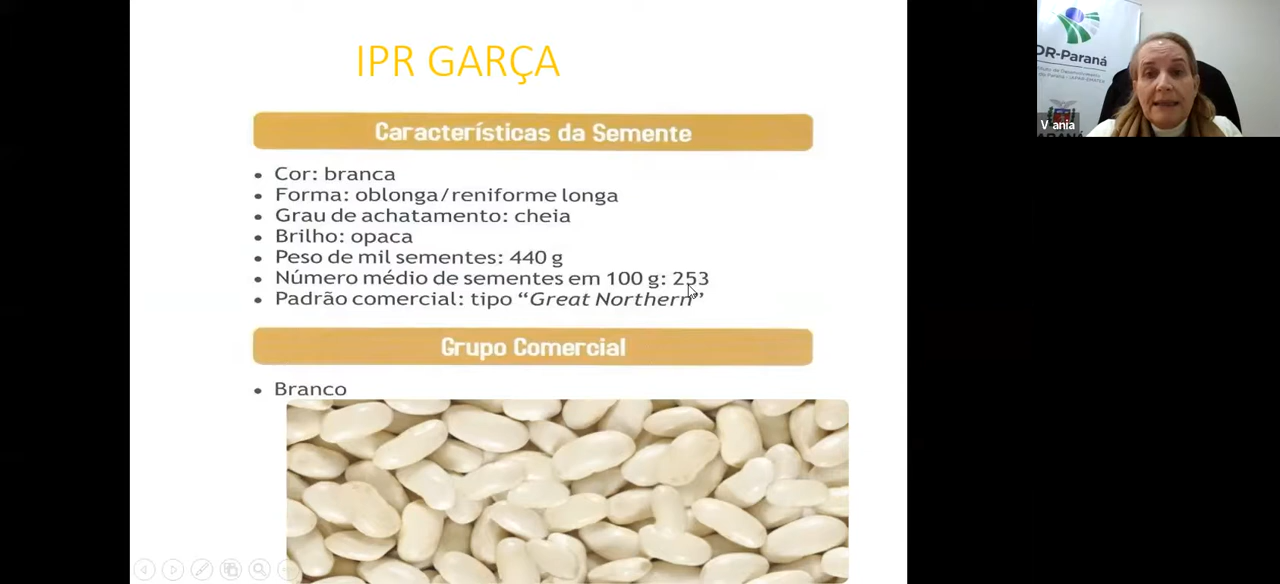 IPR GARÇA
Características da Semente
• Cor: branca
• Forma: oblonga/reniforme longa
• Grau de achatamento: cheia
• Brilho: opaca
• Peso de mil sementes: 440 g
• Número médio de sementes em 100 g: 253
• Padrão comercial: tipo “Great Northern”
Grupo Comercial
• Branco
DR-Paraná
V ania